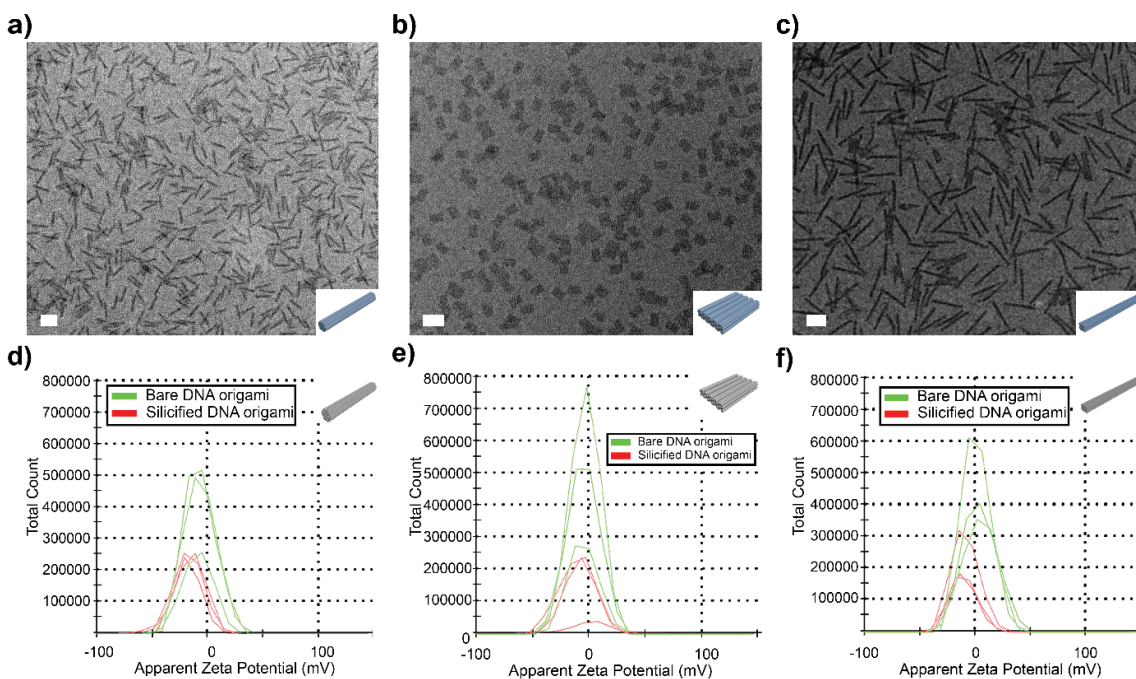 a)
b)
c)
d)
800000
700000
600000
500000
400000
300000
200000
100000
Total Count
Bare DNA origami
Silicified DNA origami
-100
0
100
Apparent Zeta Potential (mV)
e)
800000
700000
600000
500000
400000
300000
200000
100000
0
Total Count
Bare DNA origami
Silicified DNA origami
-100
0
100
Apparent Zeta Potential (mV)
f)
800000
700000
600000
500000
400000
300000
200000
100000
Total Count
Bare DNA origami
Silicified DNA origami
-100
0
100
Apparent Zeta Potential (mV)